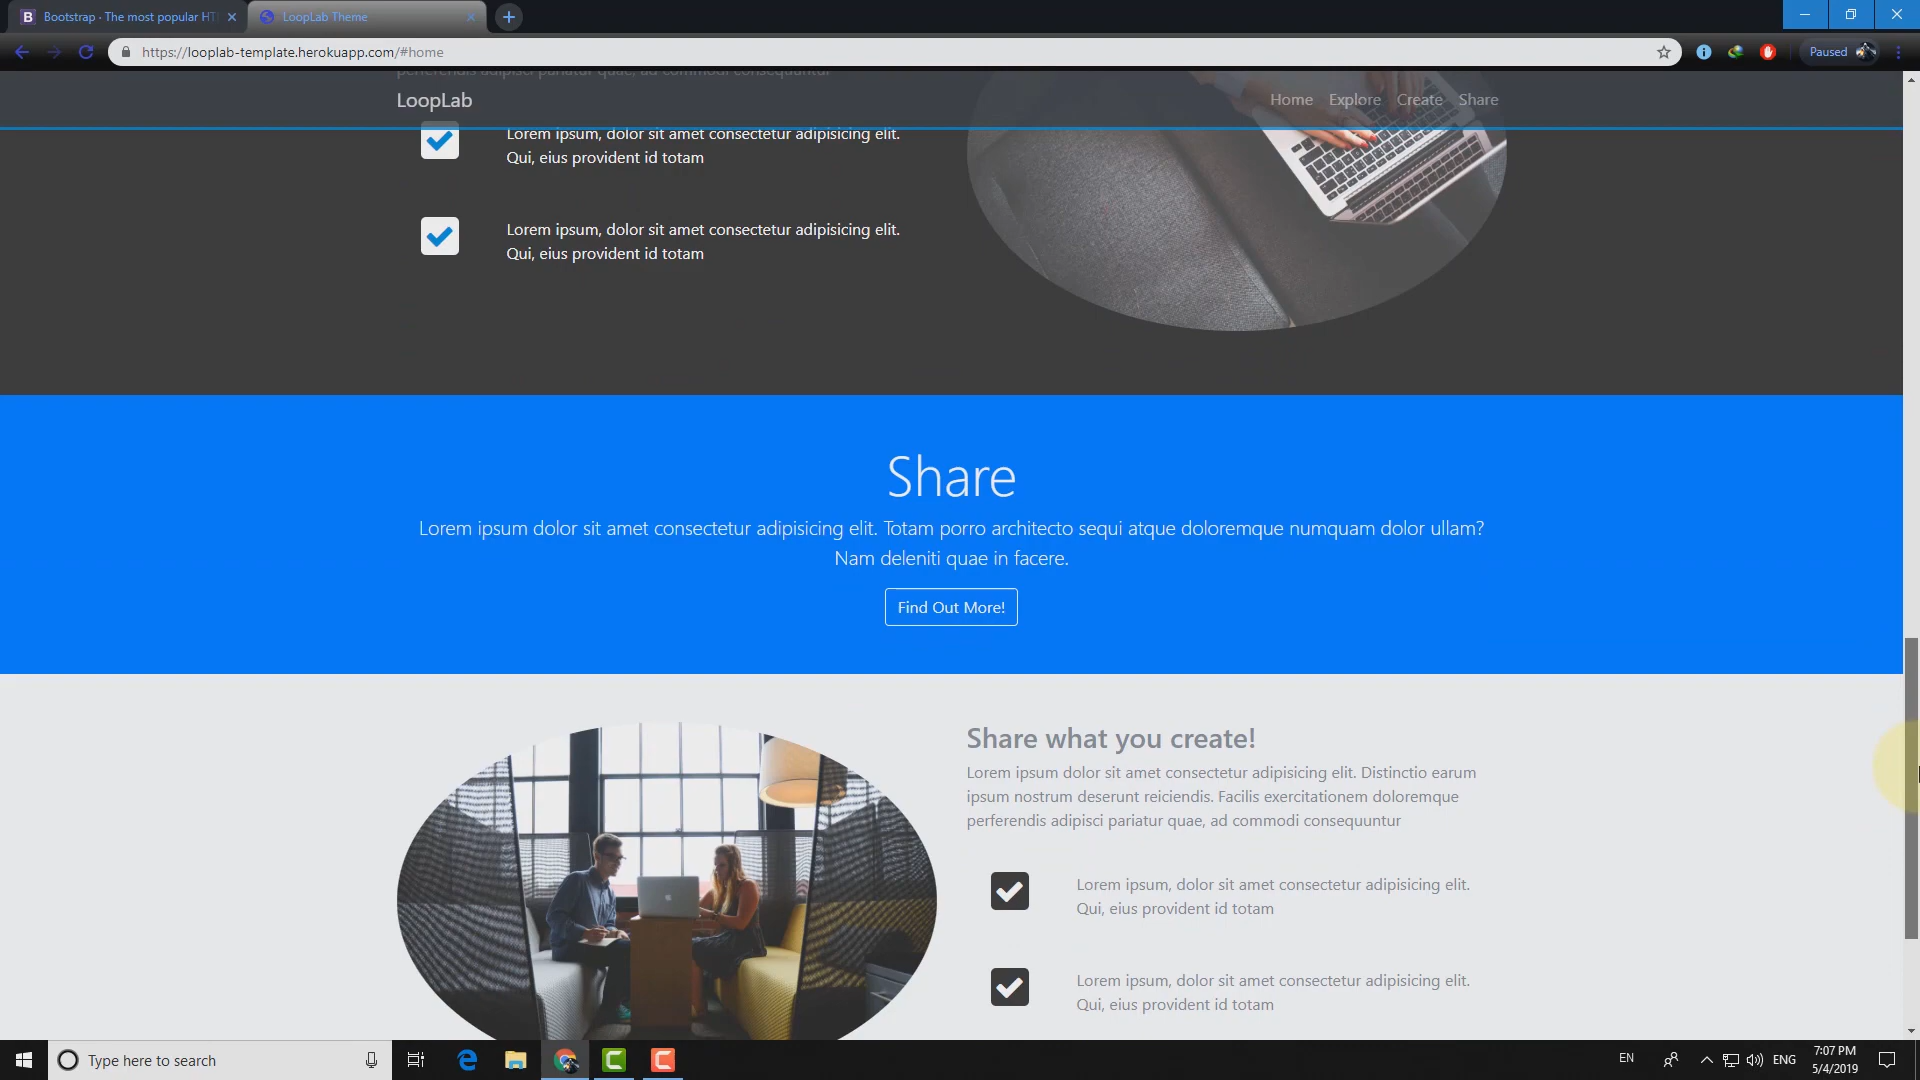 Bootstrap · The most popular HT
LoopLab Theme
https://looplab-template.herokuapp.com/#home
Paused
perferendis adipisci pariatur quae, ad commodi consequuntur
LoopLab
Home
Explore
Create
Share
Lorem ipsum, dolor sit amet consectetur adipisicing elit.
Qui, eius provident id totam
Lorem ipsum, dolor sit amet consectetur adipisicing elit.
Qui, eius provident id totam
Share
Lorem ipsum dolor sit amet consectetur adipisicing elit. Totam porro architecto sequi atque doloremque numquam dolor ullam?
Nam deleniti quae in facere.
Find Out More!
Share what you create!
Lorem ipsum dolor sit amet consectetur adipisicing elit. Distinctio earum
ipsum nostrum deserunt reiciendis. Facilis exercitationem doloremque
perferendis adipisci pariatur quae, ad commodi consequuntur
Lorem ipsum, dolor sit amet consectetur adipisicing elit.
Qui, eius provident id totam
Lorem ipsum, dolor sit amet consectetur adipisicing elit.
Qui, eius provident id totam
Type here to search
EN
ENG
7:07 PM
5/4/2019